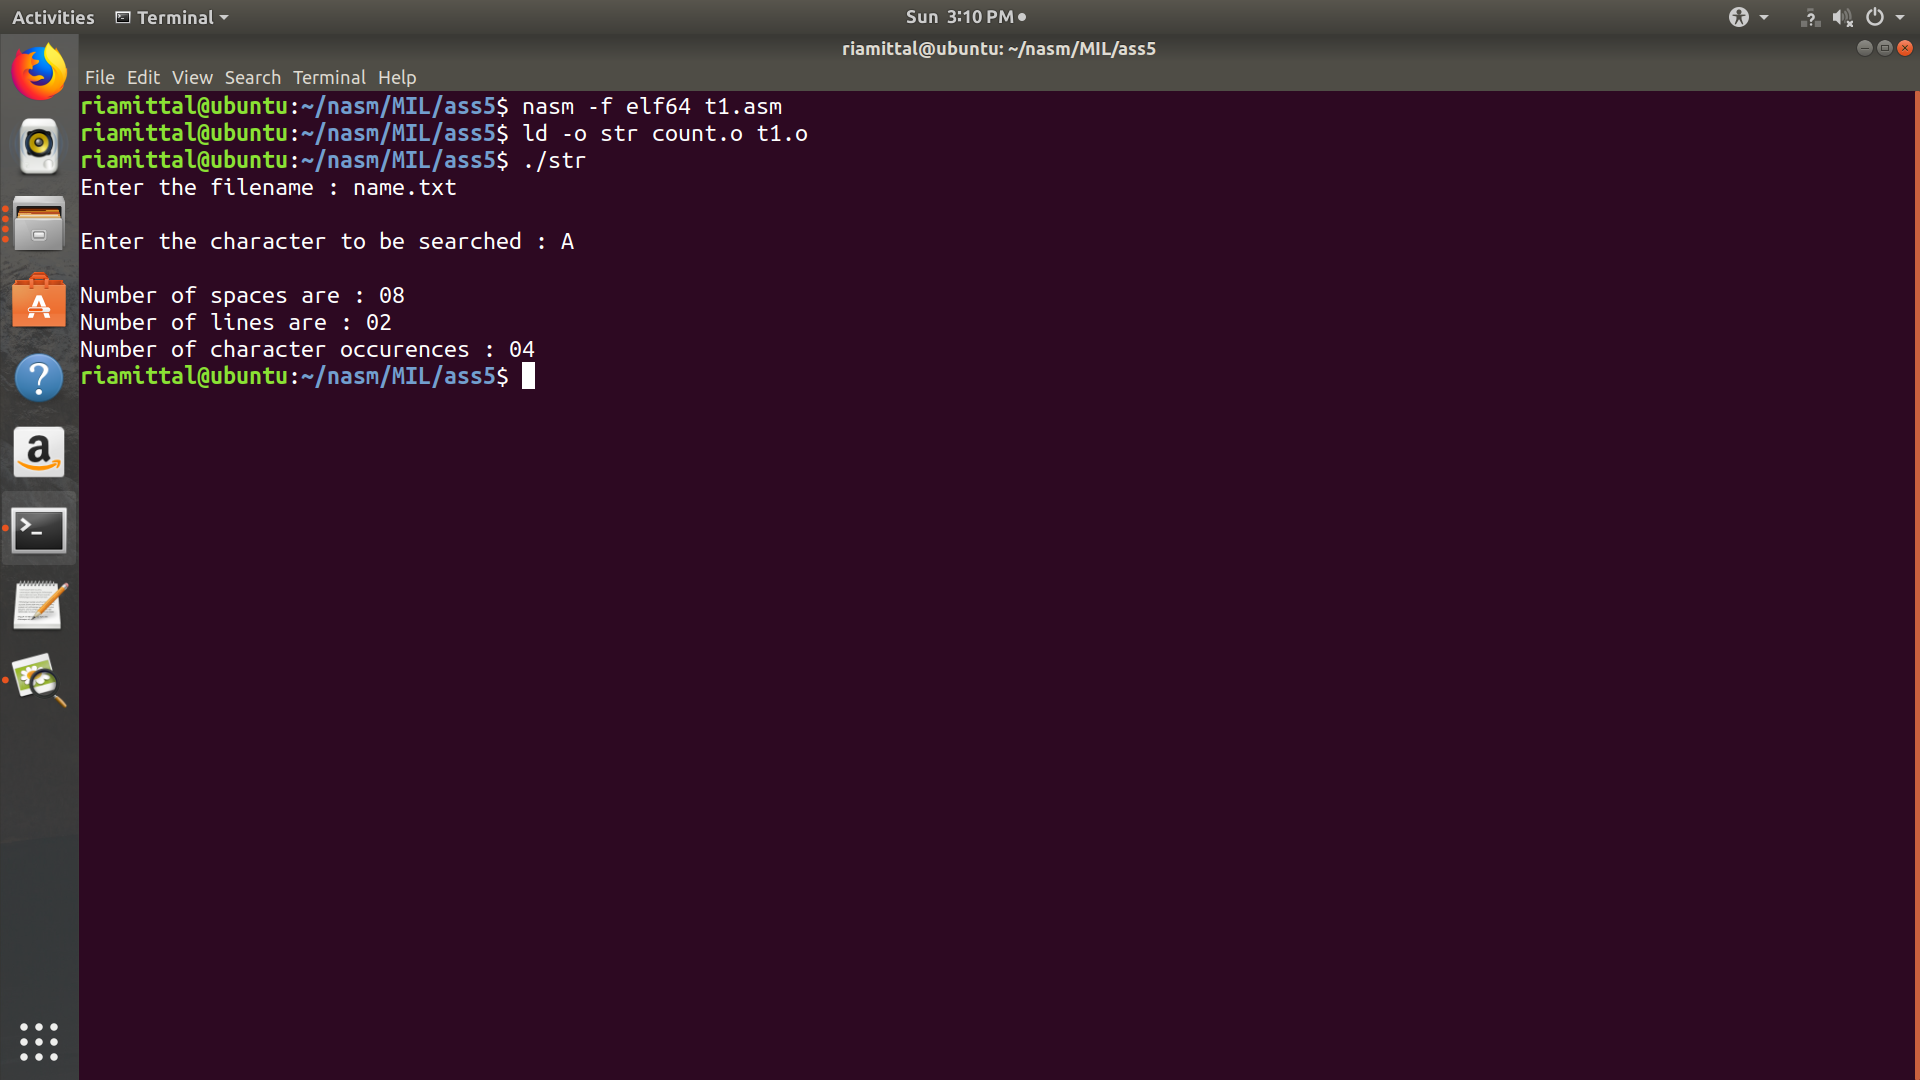 Activities Terminal Sun 3:10 PM
riamittal@ubuntu: ~/nasm/MIL/ass5
File Edit View Search Terminal Help
riamittal@ubuntu:~/nasm/MIL/ass5$ nasm -f elf64 t1.asm
riamittal@ubuntu:~/nasm/MIL/ass5$ ld -o str count.o t1.o
riamittal@ubuntu:~/nasm/MIL/ass5$ ./str
Enter the filename : name.txt
Enter the character to be searched : A
Number of spaces are : 08
Number of lines are : 02
Number of character occurences : 04
riamittal@ubuntu:~/nasm/MIL/ass5$